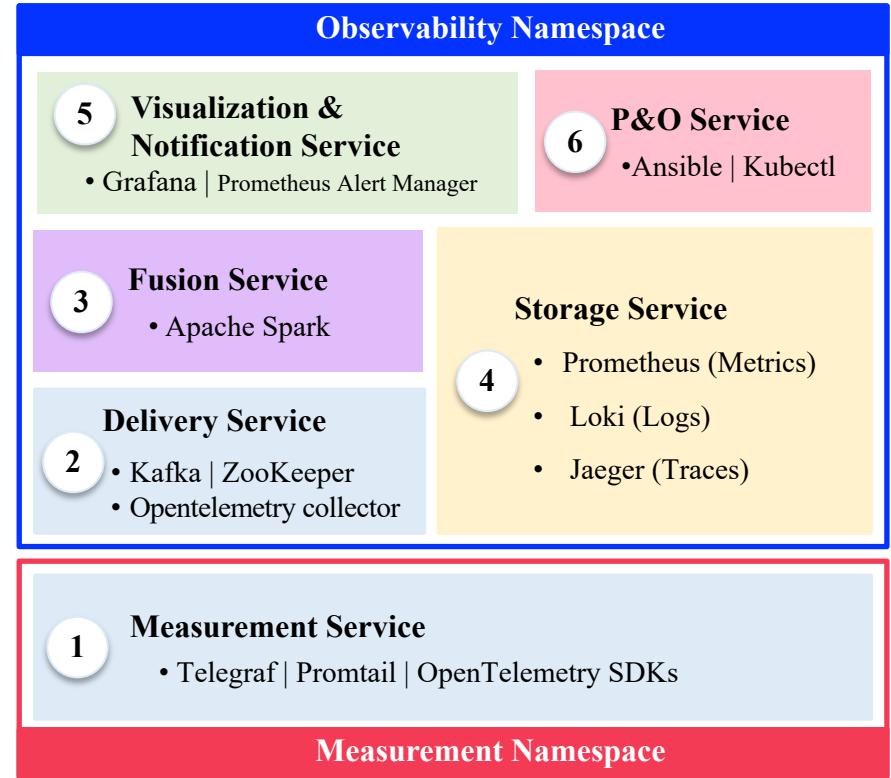 Observability Namespace
5
Visualization &
Notification Service
• Grafana | Prometheus Alert Manager
6
P&O Service
•Ansible | Kubectl
3
Fusion Service
• Apache Spark
4
Storage Service
• Prometheus (Metrics)
• Loki (Logs)
• Jaeger (Traces)
2
Delivery Service
• Kafka | ZooKeeper
• Opentelemetry collector
1
Measurement Service
• Telegraf | Promtail | OpenTelemetry SDKs
Measurement Namespace